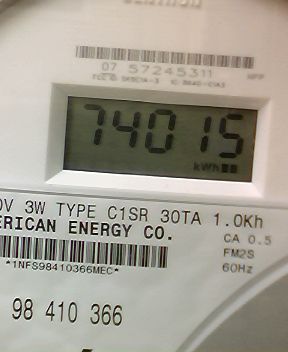 CENTRON
07 57245311
74015
kWh
0V 3W TYPE C1SR 30TA 1.0Kh
ERICAN ENERGY CO.
CA 0.5
*1NFS98410366MEC*
FM2S
60Hz
98 410 366